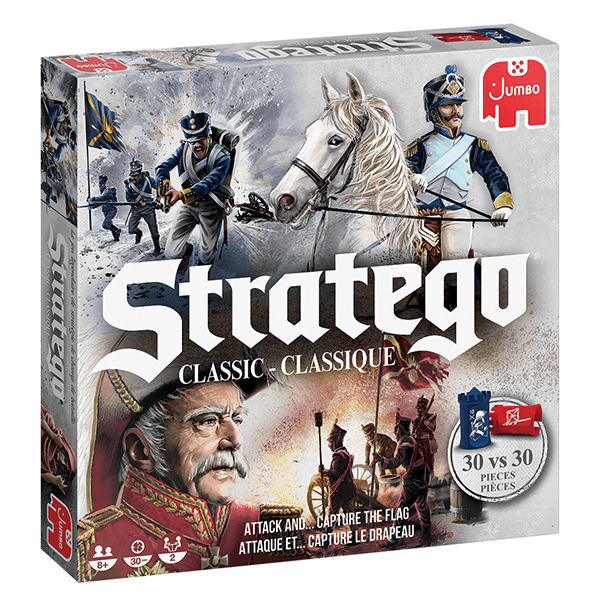 Jumbo
Stratego
CLASSIC - CLASSIQUE
30 VS 30
PIECES
PIÈCES
ATTACK AND... CAPTURE THE FLAG
ATTAQUE ET... CAPTURE LE DRAPEAU
8+
30
2
Stratego
Jumbo